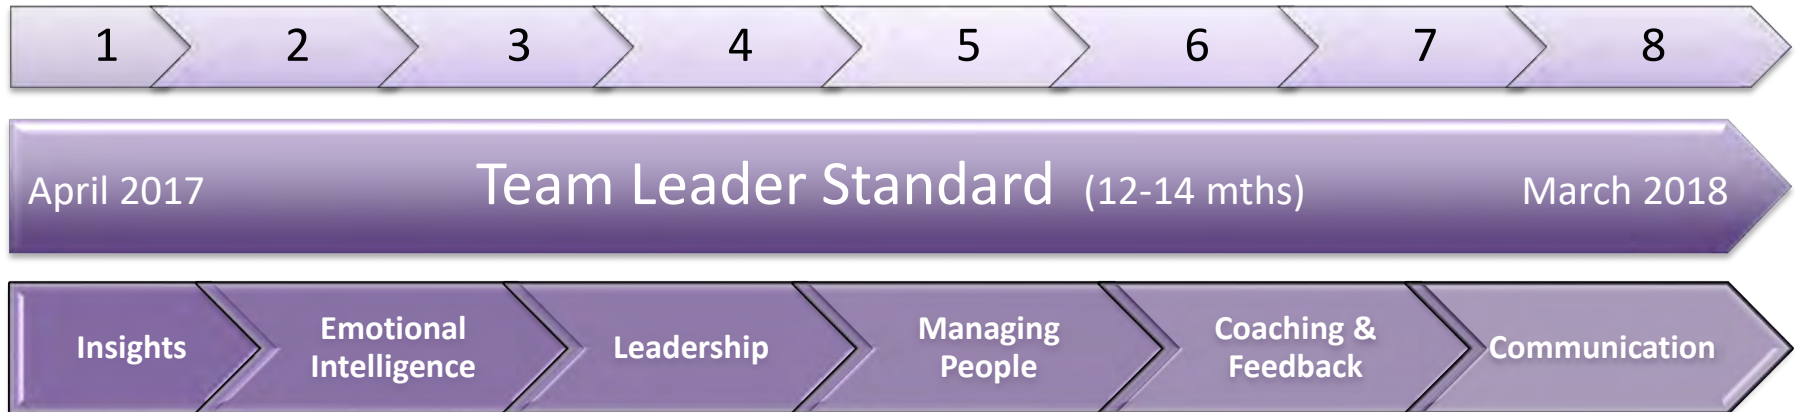 1 2 3 4 5 6 7 8
April 2017 Team Leader Standard (12-14 mths) March 2018
Insights
Emotional
Intelligence
Leadership
Managing
People
Coaching &
Feedback
Communication